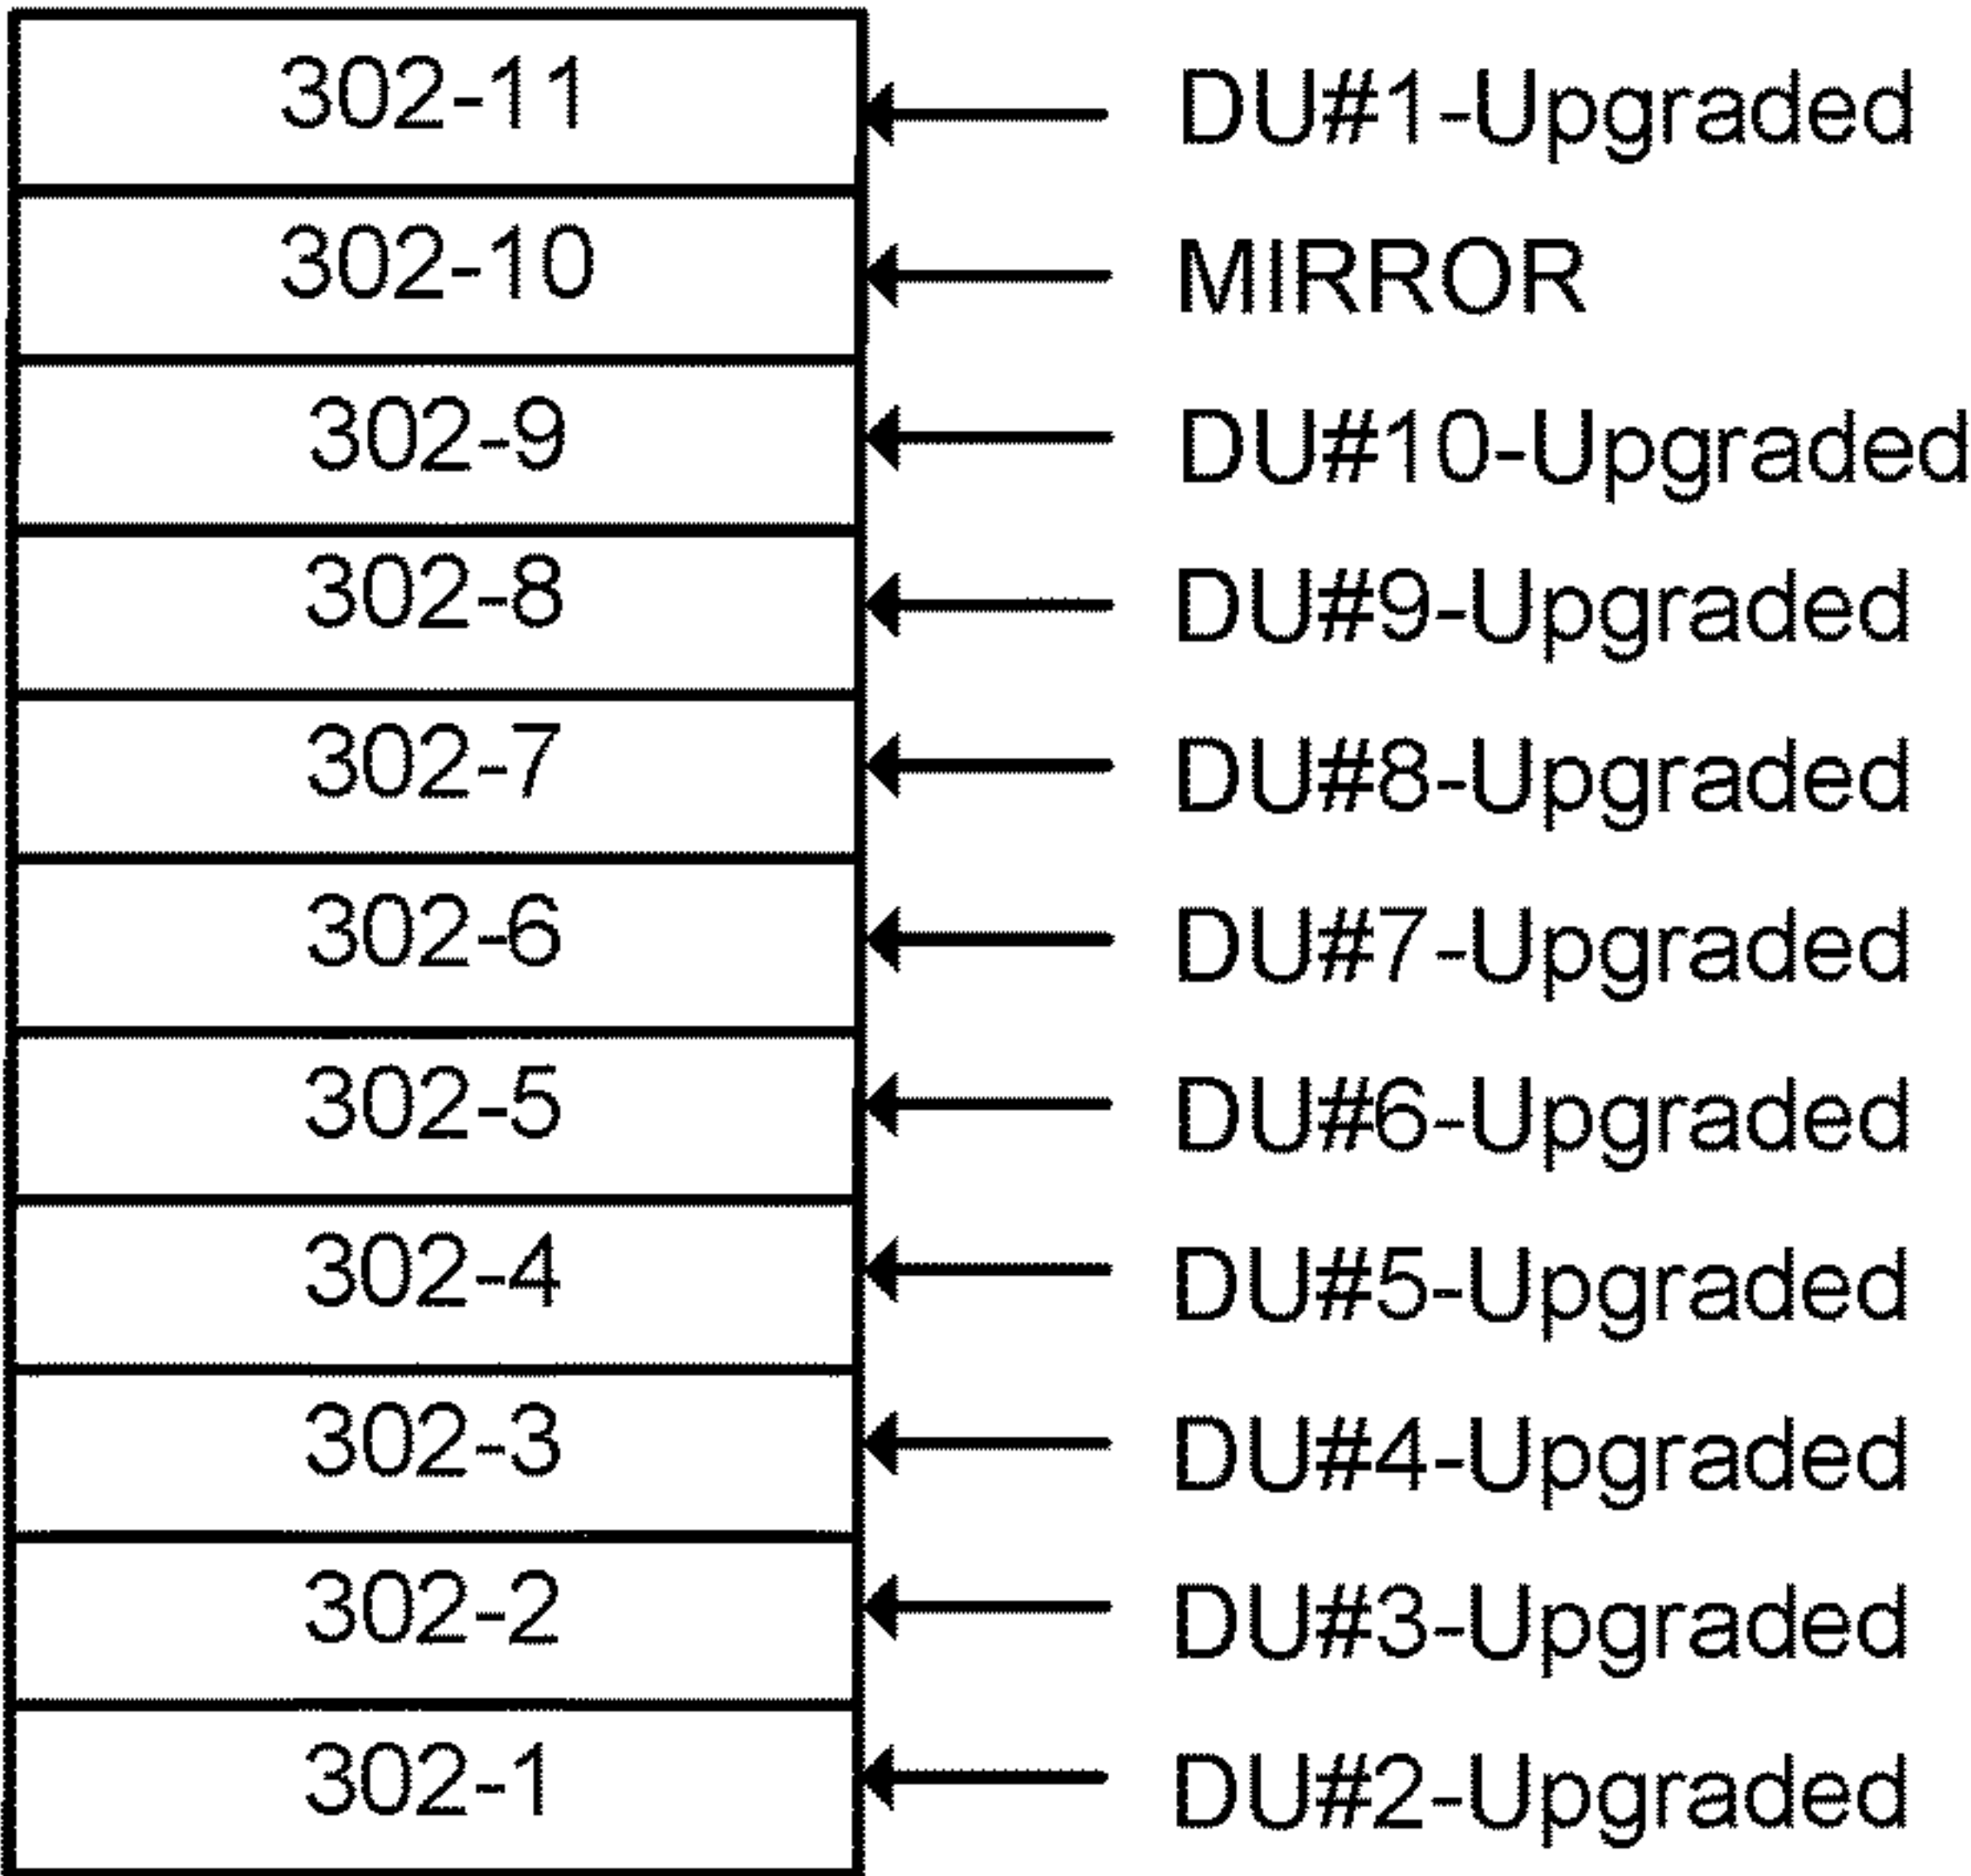 302-11 DU#1-Upgraded
302-10 MIRROR
302-9 DU#10-Upgraded
302-8 DU#9-Upgraded
302-7 DU#8-Upgraded
302-6 DU#7-Upgraded
302-5 DU#6-Upgraded
302-4 DU#5-Upgraded
302-3 DU#4-Upgraded
302-2 DU#3-Upgraded
302-1 DU#2-Upgraded